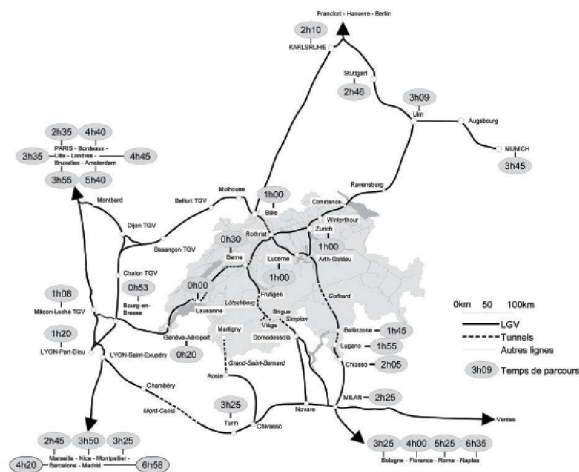 Francfort - Hanovre - Berlin
2h10
KARLSRUHE
Stuttgart
2h46
3h09
Ulm
Augsbourg
MUNICH
3h45
2h35 4h40
PARIS - Bordeaux -
3h35 Lille - Londres - 4h45
Bruxelles - Amsterdam
3h55 5h40
Montbard
Dijon TGV
Belfort TGV
Mulhouse
Besançon TGV
1h00
Bâle
Constance
Ravensburg
Winterthour
Zurich
1h00
Rothrist
0h30
Berne
Lucerne
1h00
Arth-Goldau
Chalon TGV
0h53
Bourg-en-Bresse
0h00
Lausanne
Lötschberg
Frutigen
Gothard
1h08
Mâcon-Loché TGV
1h20
LYON-Part-Dieu
LYON-Saint-Exupéry
Genève-Aéroport
0h20
Martigny
Viège
Brigue
Simplon
Domodossola
Grand-Saint-Bernard
Aoste
Bellinzone 1h45
Lugano 1h55
Chiasso 2h05
MILAN 2h25
0km 50 100km
LGV
Tunnels
Autres lignes
3h09 Temps de parcours
Chambéry
Mont-Cenis
3h25
Turin
Chivasso
Novare
Venise
2h45 3h50 3h25
Marseille - Nice - Montpellier -
4h20 Barcelone - Madrid 6h58
3h25 4h00 5h25 6h35
Bologne - Florence - Rome - Naples